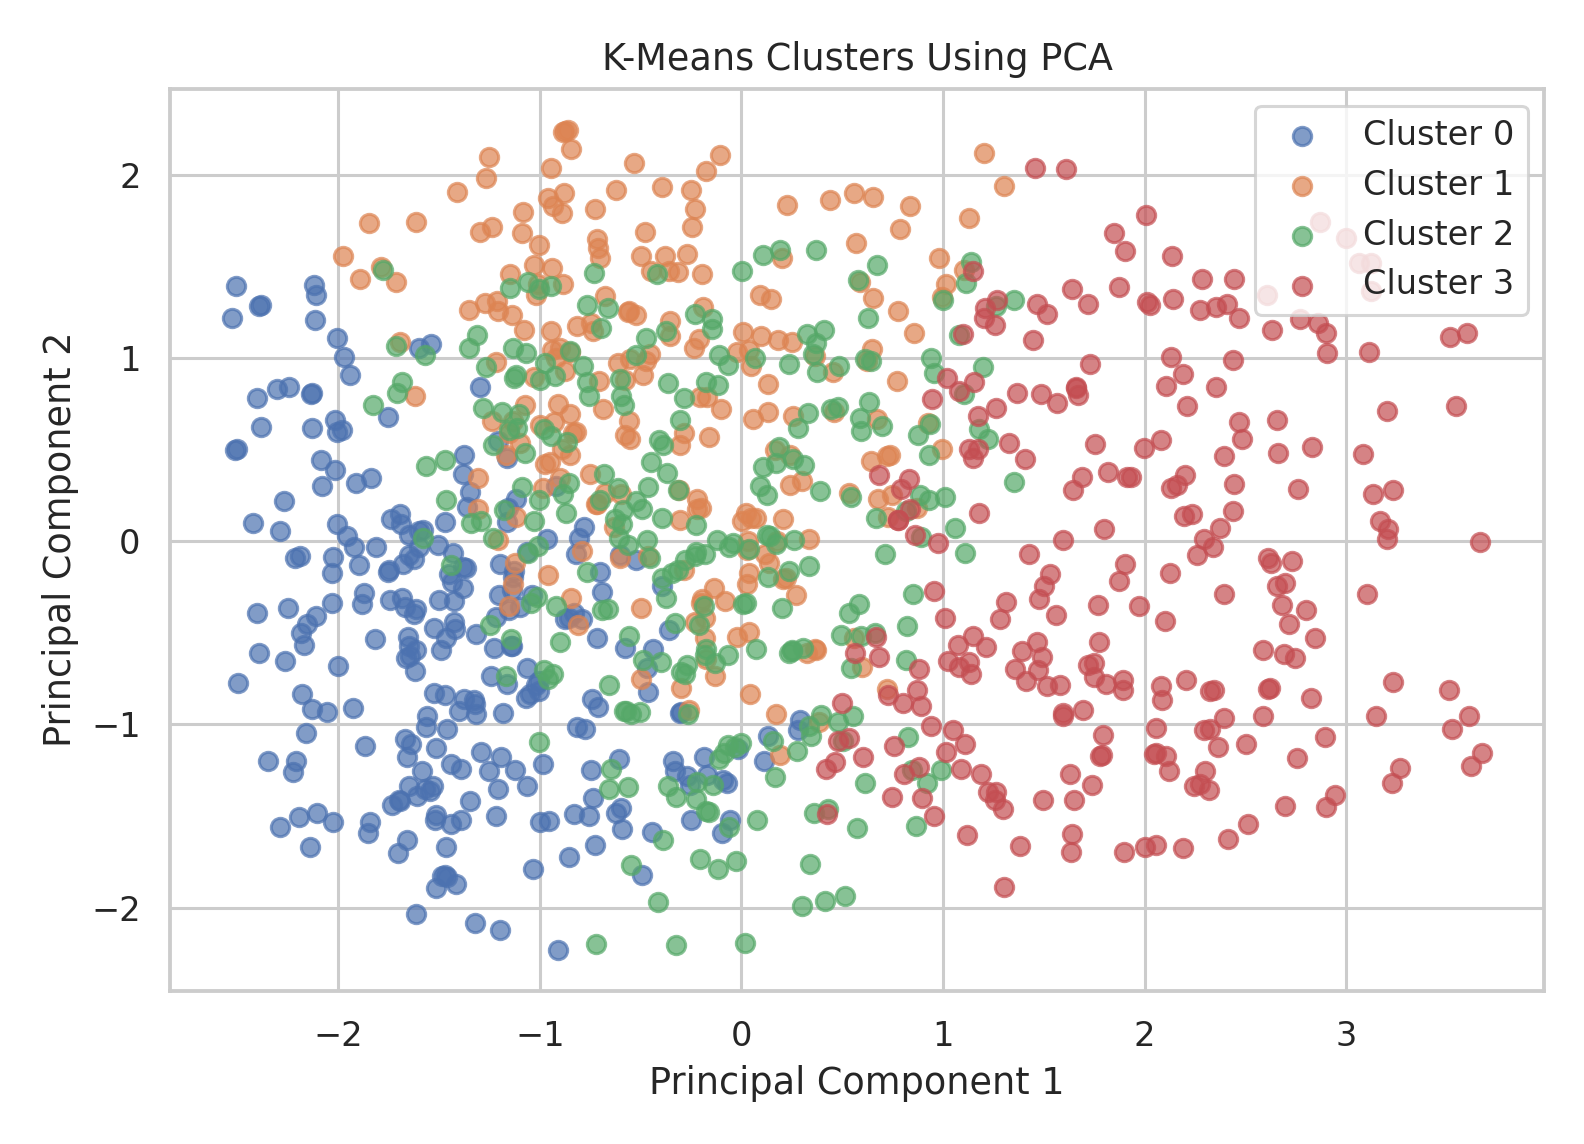 K-Means Clusters Using PCA
Cluster 0
Cluster 1
Cluster 2
Cluster 3
2
1
0
−1
−2
Principal Component 2
−2 −1 0 1 2 3
Principal Component 1